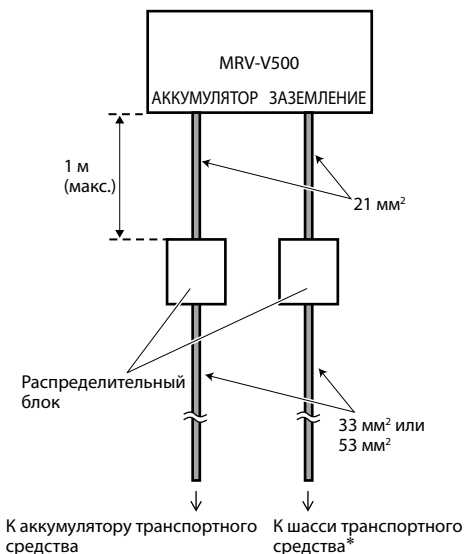 MRV-V500
АККУМУЛЯТОР ЗАЗЕМЛЕНИЕ
1 м
(макс.)
21 мм²
Распределительный
блок
33 мм² или
53 мм²
К аккумулятору транспортного
средства
К шасси транспортного
средства*